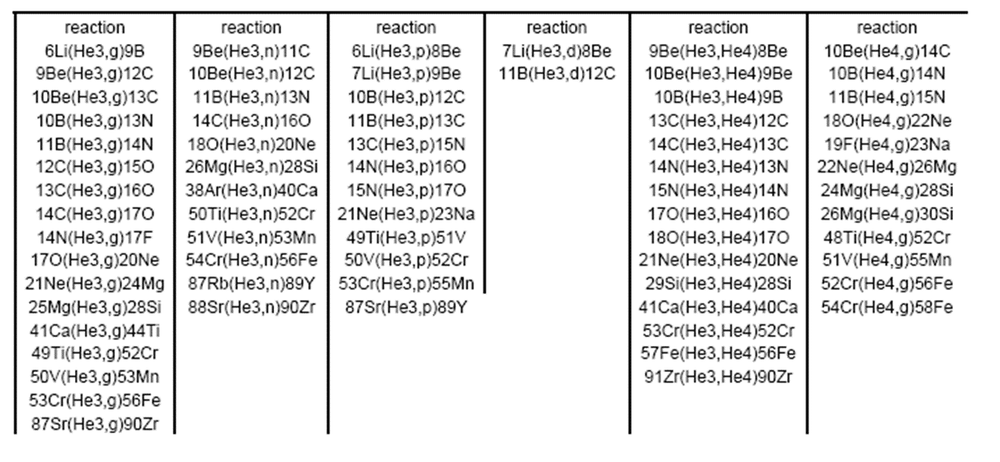 reaction reaction reaction reaction reaction reaction
6Li(He3,g)9B 9Be(He3,n)11C 6Li(He3,p)8Be 7Li(He3,d)8Be 9Be(He3,He4)8Be 10Be(He4,g)14C
9Be(He3,g)12C 10Be(He3,n)12C 7Li(He3,p)9Be 11B(He3,d)12C 10Be(He3,He4)9Be 10B(He4,g)14N
10Be(He3,g)13C 11B(He3,n)13N 10B(He3,p)12C 10B(He3,He4)9B 11B(He4,g)15N
10B(He3,g)13N 14C(He3,n)16O 11B(He3,p)13C 13C(He3,He4)12C 18O(He4,g)22Ne
11B(He3,g)14N 18O(He3,n)20Ne 13C(He3,p)15N 14C(He3,He4)13C 19F(He4,g)23Na
12C(He3,g)15O 26Mg(He3,n)28Si 14N(He3,p)16O 14N(He3,He4)13N 22Ne(He4,g)26Mg
13C(He3,g)16O 38Ar(He3,n)40Ca 15N(He3,p)17O 15N(He3,He4)14N 24Mg(He4,g)28Si
14C(He3,g)17O 50Ti(He3,n)52Cr 21Ne(He3,p)23Na 17O(He3,He4)16O 26Mg(He4,g)30Si
14N(He3,g)17F 51V(He3,n)53Mn 49Ti(He3,p)51V 18O(He3,He4)17O 48Ti(He4,g)52Cr
17O(He3,g)20Ne 54Cr(He3,n)56Fe 50V(He3,p)52Cr 21Ne(He3,He4)20Ne 51V(He4,g)55Mn
21Ne(He3,g)24Mg 87Rb(He3,n)89Y 53Cr(He3,p)55Mn 29Si(He3,He4)28Si 52Cr(He4,g)56Fe
25Mg(He3,g)28Si 88Sr(He3,n)90Zr 87Sr(He3,p)89Y 41Ca(He3,He4)40Ca 54Cr(He4,g)58Fe
41Ca(He3,g)44Ti 53Cr(He3,He4)52Cr
49Ti(He3,g)52Cr 57Fe(He3,He4)56Fe
50V(He3,g)53Mn 91Zr(He3,He4)90Zr
53Cr(He3,g)56Fe
87Sr(He3,g)90Zr